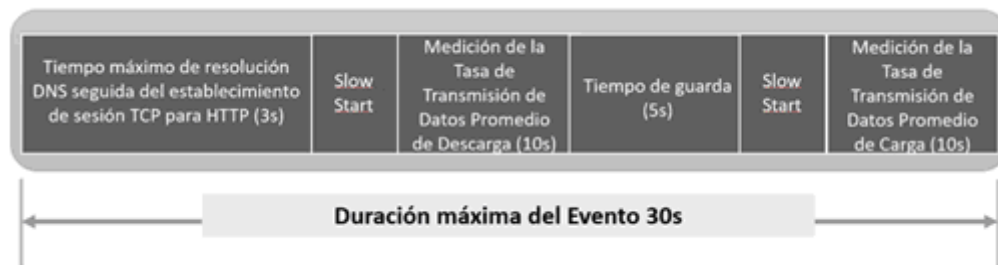 Tiempo máximo de resolución
DNS seguida del establecimiento
de sesión TCP para HTTP (3s)
Slow
Start
Medición de la
Tasa de
Transmisión de
Datos Promedio
de Descarga (10s)
Tiempo de guarda
(5s)
Slow
Start
Medición de la
Tasa de
Transmisión de
Datos Promedio
de Carga (10s)
Duración máxima del Evento 30s